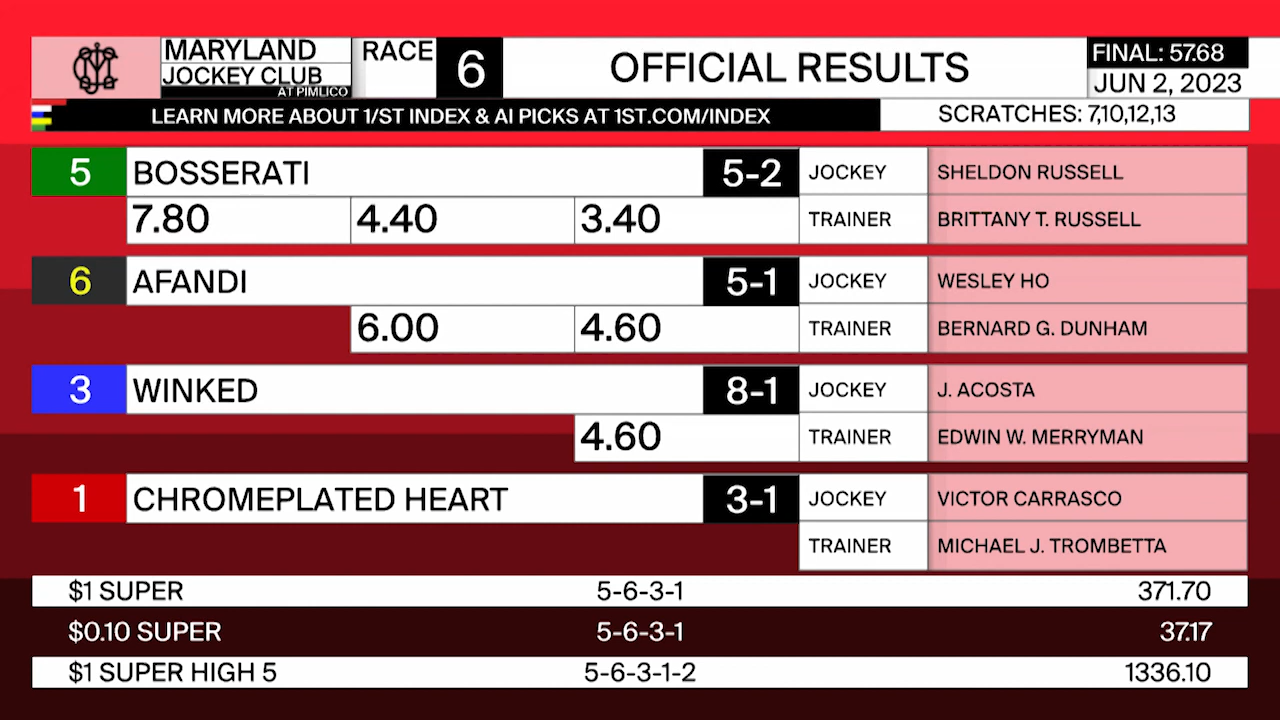 MARYLAND
JOCKEY CLUB
AT PIMLICO
RACE 6
OFFICIAL RESULTS
FINAL: 57.68
JUN 2, 2023
LEARN MORE ABOUT 1/ST INDEX & AI PICKS AT 1ST.COM/INDEX
SCRATCHES: 7,10,12,13
5 BOSSERATI 5-2 JOCKEY SHELDON RUSSELL
7.80 4.40 3.40 TRAINER BRITTANY T. RUSSELL
6 AFANDI 5-1 JOCKEY WESLEY HO
6.00 4.60 TRAINER BERNARD G. DUNHAM
3 WINKED 8-1 JOCKEY J. ACOSTA
4.60 TRAINER EDWIN W. MERRYMAN
1 CHROMEPLATED HEART 3-1 JOCKEY VICTOR CARRASCO
TRAINER MICHAEL J. TROMBETTA
$1 SUPER 5-6-3-1 371.70
$0.10 SUPER 5-6-3-1 37.17
$1 SUPER HIGH 5 5-6-3-1-2 1336.10